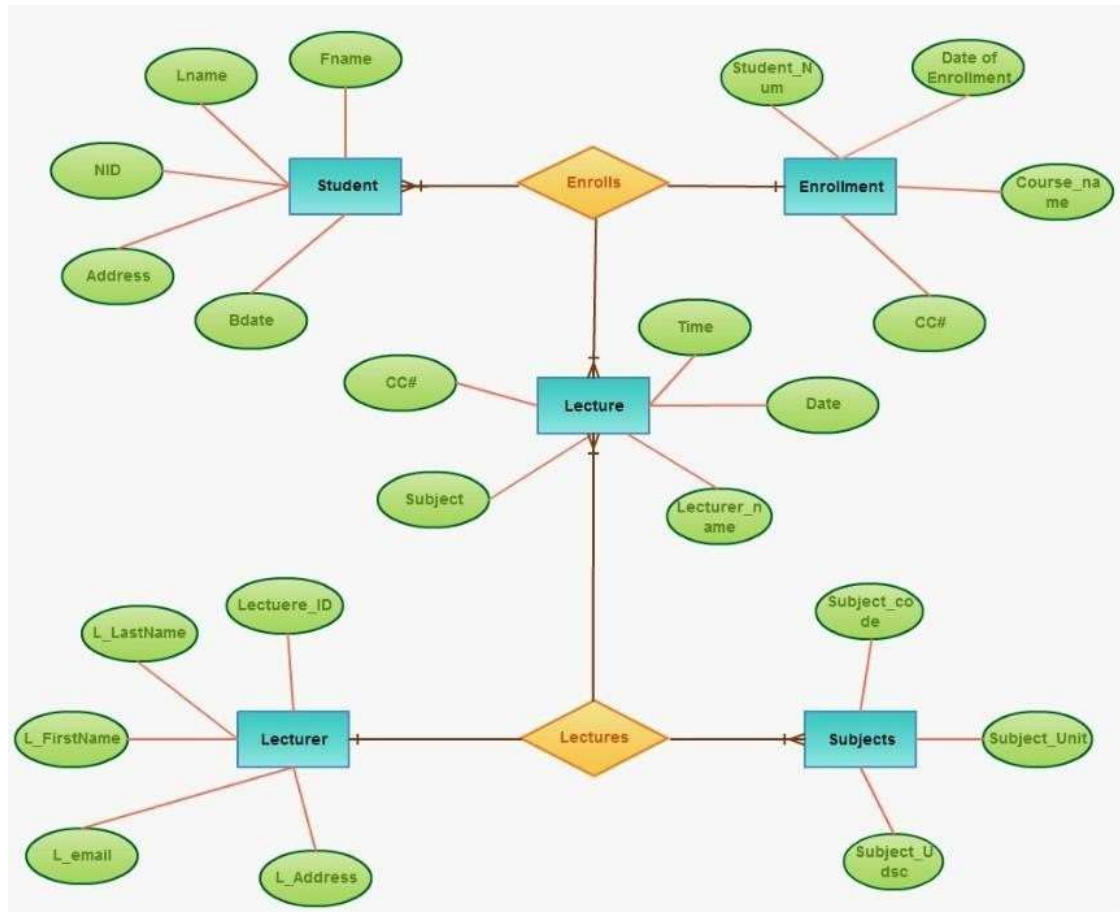 Fname
Lname
Student_N
um
Date of
Enrollment
NID
Student
Enrolls
Enrollment
Course_na
me
Address
Bdate
CC#
Time
CC#
Lecture
Date
Subject
Lecturer_n
ame
Lectuere_ID
Subject_co
de
L_LastName
L_FirstName
Lecturer
Lectures
Subjects
Subject_Unit
L_email
L_Address
Subject_U
dsc